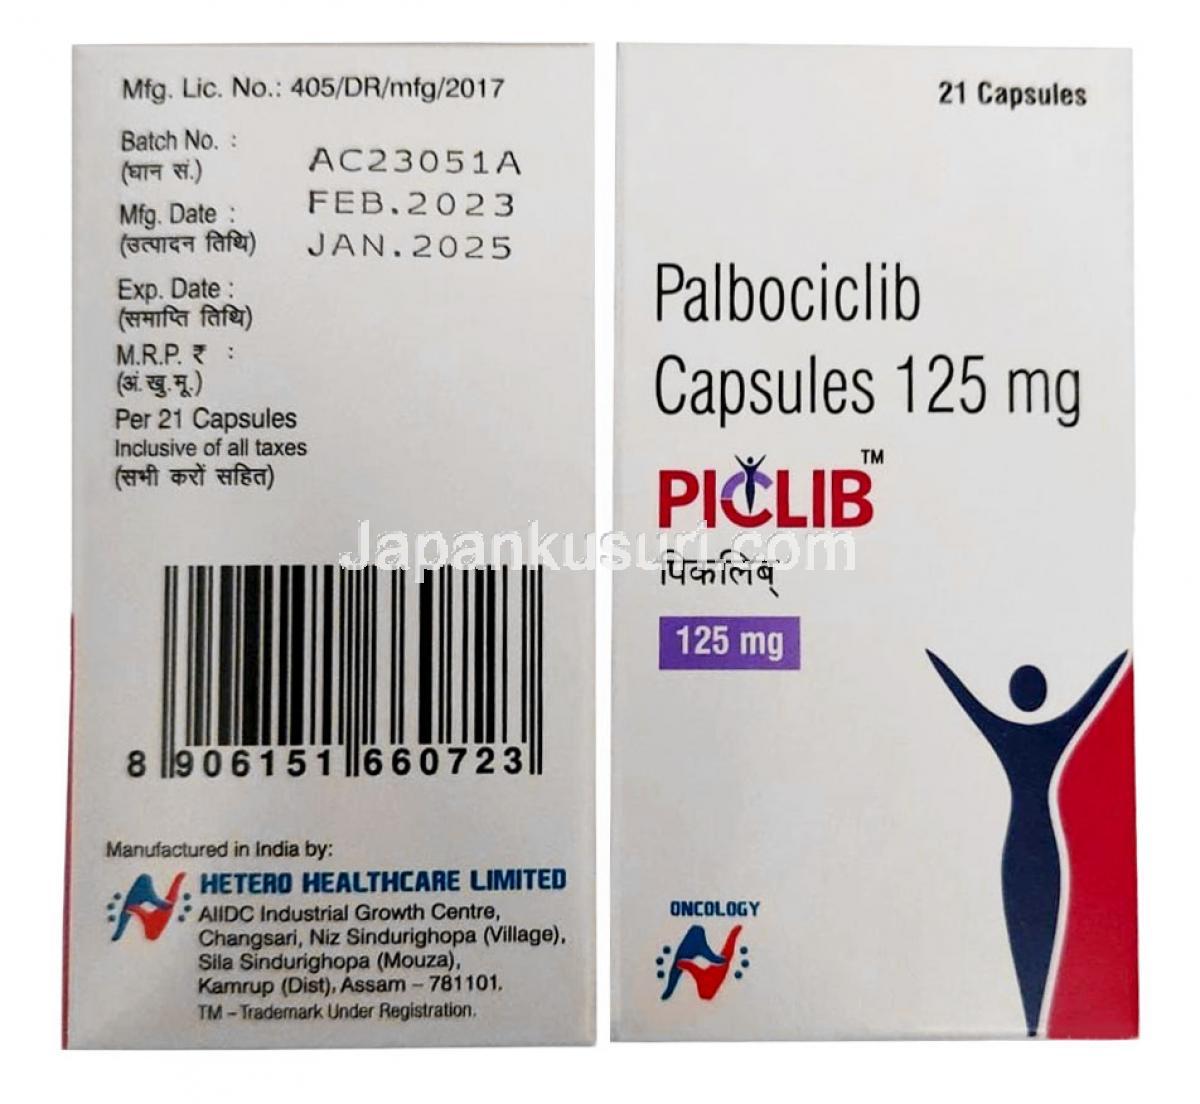 Mfg. Lic. No.: 405/DR/mfg/2017
Batch No. :
(घान सं.)
AC23051A
Mfg. Date :
(उत्पादन तिथि)
FEB.2023
JAN.2025
Exp. Date :
(समाप्ति तिथि)
M.R.P. ₹ :
(अं.खु.मू.)
Per 21 Capsules
Inclusive of all taxes
(सभी करों सहित)
8 906151 660723
Manufactured in India by:
HETERO HEALTHCARE LIMITED
AIIDC Industrial Growth Centre,
Changsari, Niz Sindurighopa (Village),
Sila Sindurighopa (Mouza),
Kamrup (Dist), Assam – 781101.
TM – Trademark Under Registration.
21 Capsules
Palbociclib
Capsules 125 mg
PICLIB™
पिकलिब्
125 mg
ONCOLOGY
Japankusuri.com